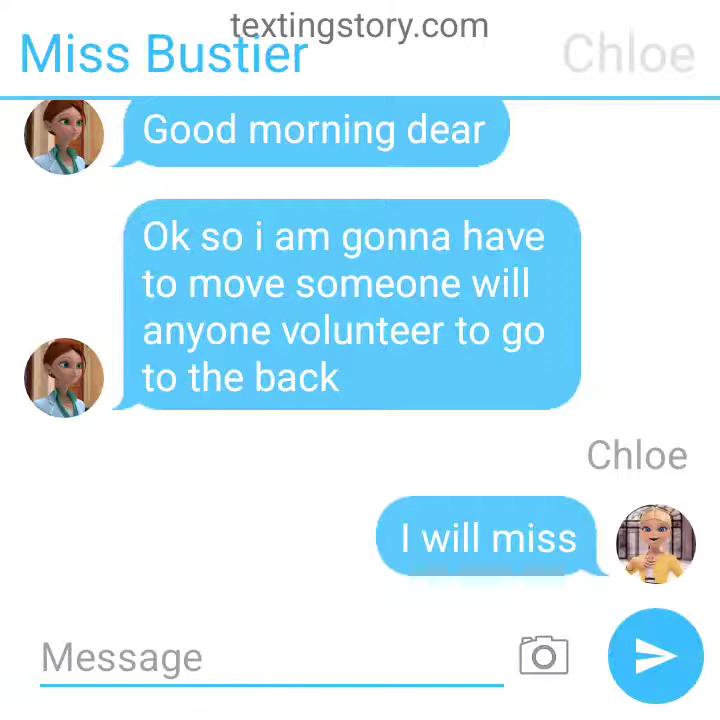 textingstory.com
Miss Bustier
Chloe
Good morning dear
Ok so i am gonna have
to move someone will
anyone volunteer to go
to the back
Chloe
I will miss
Message